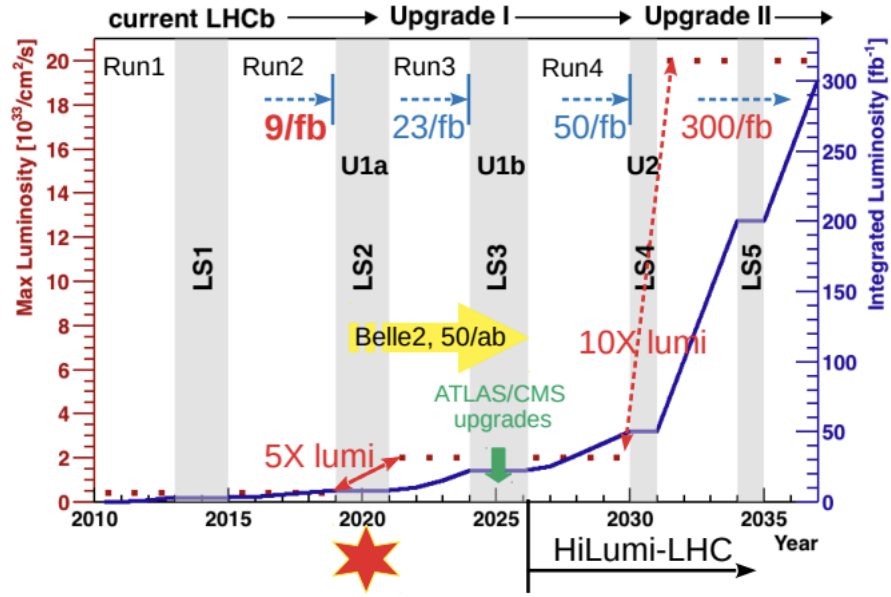 current LHCb
Upgrade I
Upgrade II
Max Luminosity [10³³/cm²/s]
Integrated Luminosity [fb⁻¹]
20
18
16
14
12
10
8
6
4
2
0
300
250
200
150
100
50
0
Run1
Run2
Run3
Run4
9/fb
23/fb
50/fb
300/fb
U1a
U1b
U2
LS1
LS2
LS3
LS4
LS5
Belle2, 50/ab
10X lumi
ATLAS/CMS
upgrades
5X lumi
2010
2015
2020
2025
2030
2035
Year
HiLumi-LHC